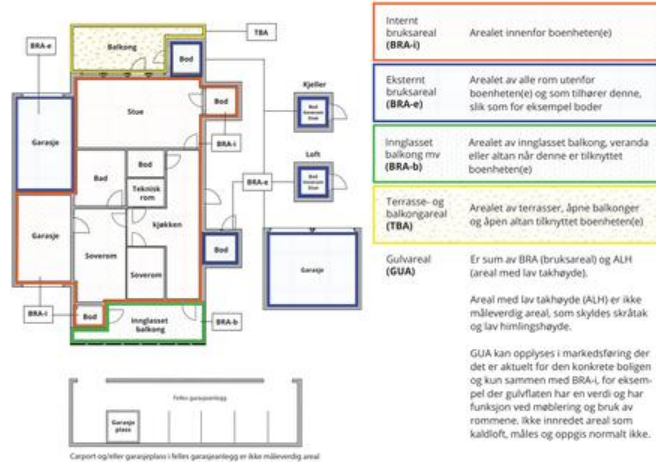 BRA-e
TBA
Balkong
Bod
Stue
Bod
Garasje
BRA-i
Kjeller
Bod
Loft
Bod
Bad
Bod
Teknisk
rom
BRA-e
Garasje
Soverom
kjøkken
Bod
Soverom
Garasje
BRA-i
Bod
Innglasset
balkong
BRA-b
Felles garasjeanlegg
Garasje
plass
Carport og/eller garasjeplass i felles garasjeanlegg er ikke måleverdig areal
Internt
bruksareal
(BRA-i)
Arealet innenfor boenheten(e)
Eksternt
bruksareal
(BRA-e)
Arealet av alle rom utenfor
boenheten(e) og som tilhører denne,
slik som for eksempel boder
Innglasset
balkong mv
(BRA-b)
Arealet av innglasset balkong, veranda
eller altan når denne er tilknyttet
boenheten(e)
Terrasse- og
balkongareal
(TBA)
Arealet av terrasser, åpne balkonger
og åpen altan tilknyttet boenheten(e)
Gulvareal
(GUA)
Er sum av BRA (bruksareal) og ALH
(areal med lav takhøyde).
Areal med lav takhøyde (ALH) er ikke
måleverdig areal, som skyldes skråtak
og lav himlingshøyde.
GUA kan opplyses i markedsføring der
det er aktuelt for den konkrete boligen
og kun sammen med BRA-i, for eksem-
pel der gulvflaten har en verdi og har
funksjon ved møblering og bruk av
rommene. Ikke innredet areal som
kaldloft, måles og oppgis normalt ikke.